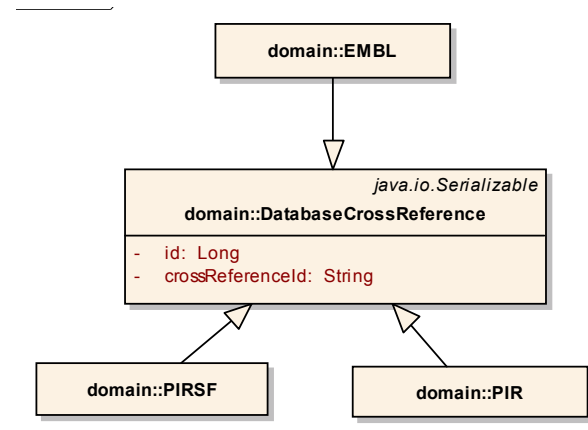 domain::EMBL
java.io.Serializable
domain::DatabaseCrossReference
- id: Long
- crossReferenceId: String
domain::PIRSF
domain::PIR